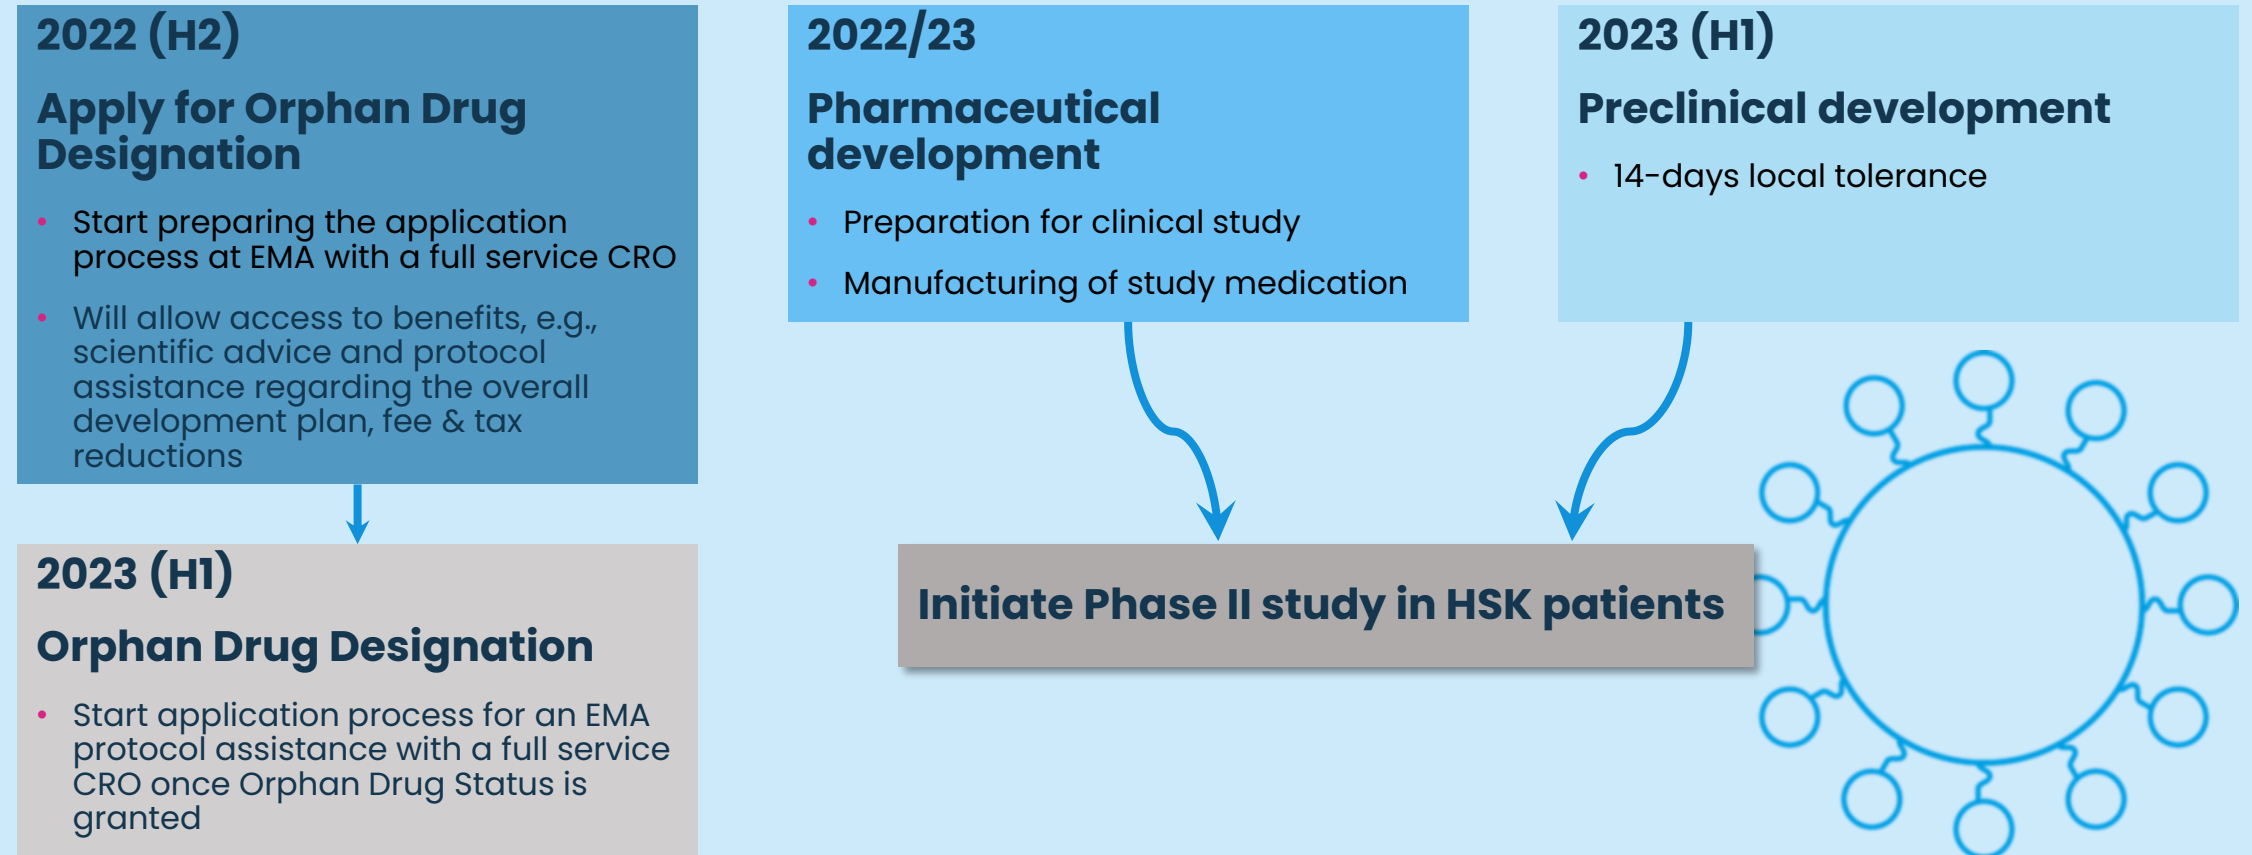 2022 (H2)
Apply for Orphan Drug
Designation
• Start preparing the application
process at EMA with a full service CRO
• Will allow access to benefits, e.g.,
scientific advice and protocol
assistance regarding the overall
development plan, fee & tax
reductions
2023 (H1)
Orphan Drug Designation
• Start application process for an EMA
protocol assistance with a full service
CRO once Orphan Drug Status is
granted
2022/23
Pharmaceutical
development
• Preparation for clinical study
• Manufacturing of study medication
2023 (H1)
Preclinical development
• 14-days local tolerance
Initiate Phase II study in HSK patients